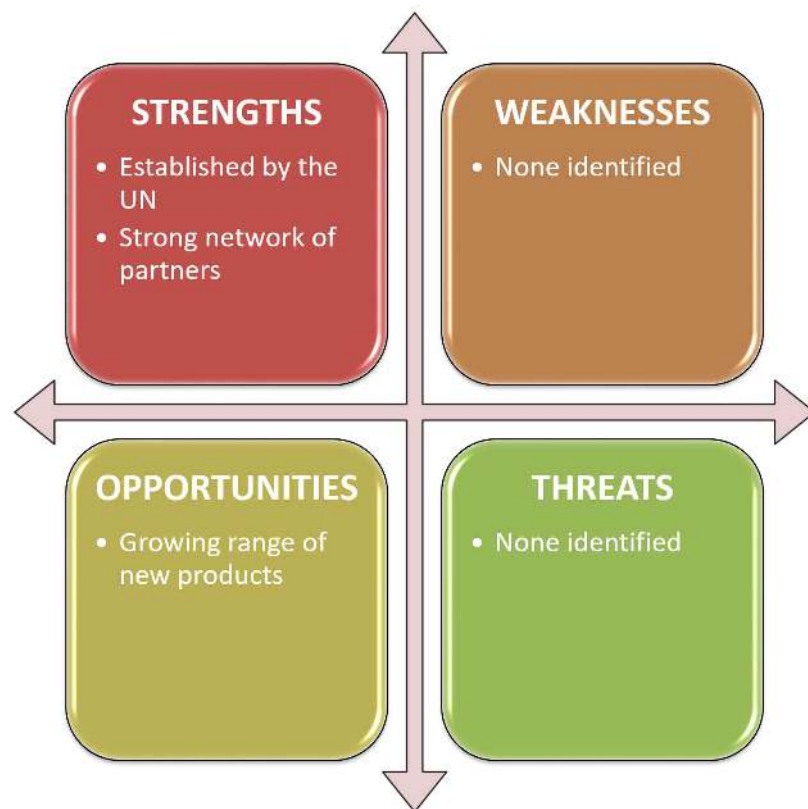 STRENGTHS
• Established by the
UN
• Strong network of
partners
WEAKNESSES
• None identified
OPPORTUNITIES
• Growing range of
new products
THREATS
• None identified